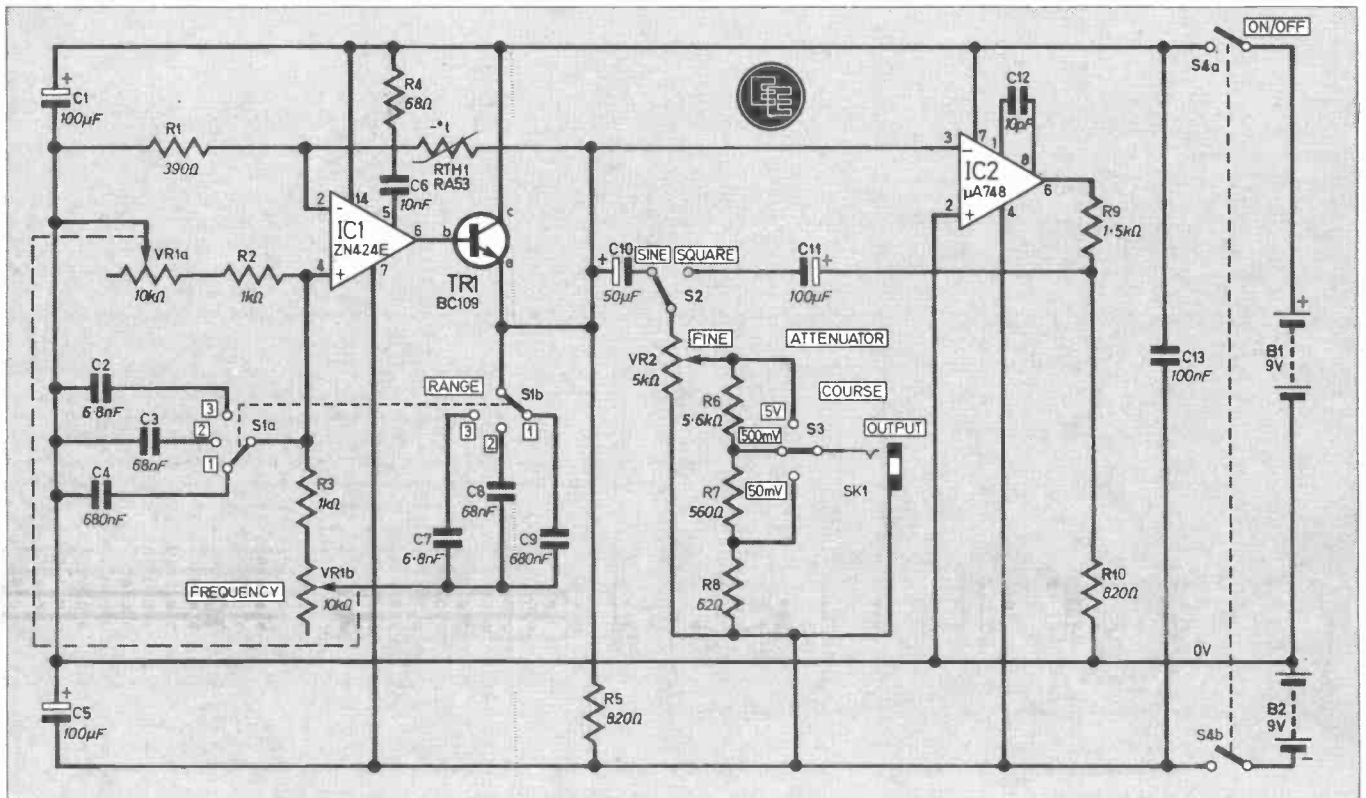 ON/OFF
S4a
C1
100µF
R1
390Ω
R4
68Ω
-t
RTH1
RA53
C6
10nF
2
-
14
5
IC1
ZN424E
6
4
+
7
b
c
e
TR1
BC109
VR1a
10kΩ
R2
1kΩ
C12
10pF
3
-
7
1
8
IC2
µA748
6
2
+
4
R9
1·5kΩ
C10
50µF
SINE
SQUARE
C11
100µF
S2
C2
6·8nF
C3
68nF
C4
680nF
3
2
1
S1a
RANGE
S1b
3
2
1
FINE
ATTENUATOR
VR2
5kΩ
COURSE
R6
5·6kΩ
5V
500mV
S3
OUTPUT
50mV
SK1
R7
560Ω
R8
62Ω
R3
1kΩ
C7
6·8nF
C8
68nF
C9
680nF
VR1b
10kΩ
FREQUENCY
C13
100nF
B1
9V
R10
820Ω
0V
C5
100µF
R5
820Ω
B2
9V
S4b